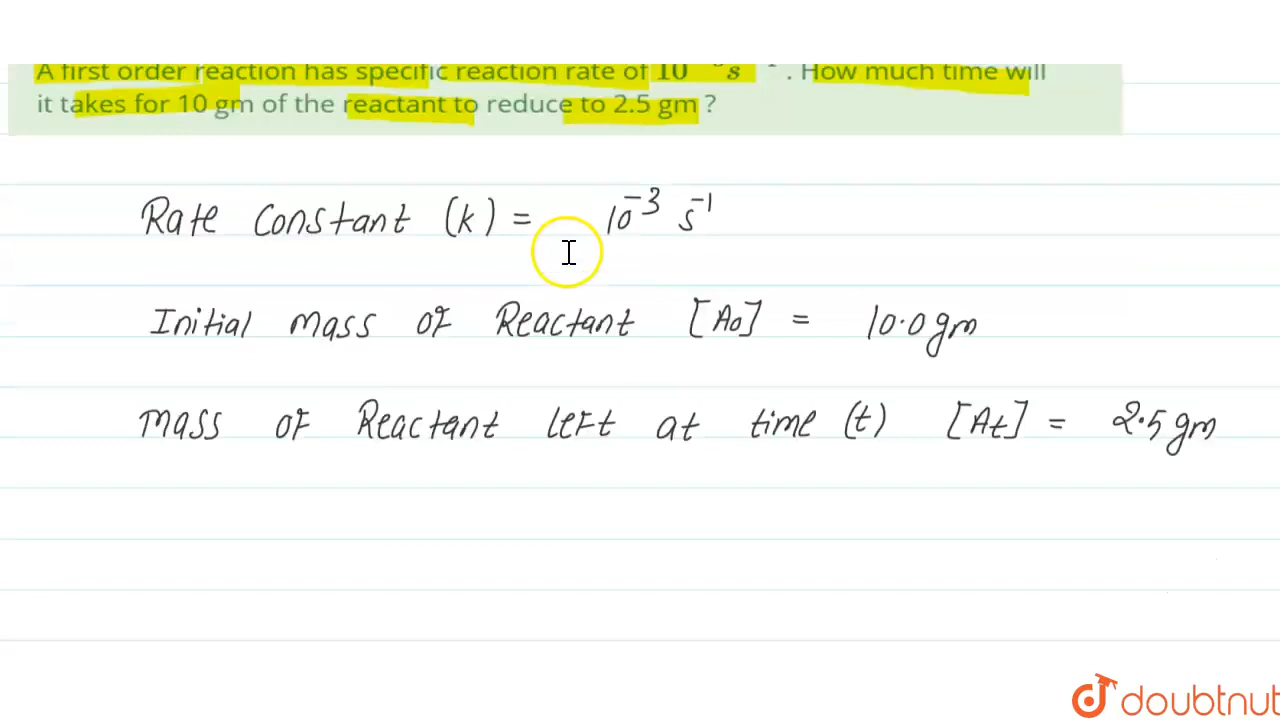 A first order reaction has specific reaction rate of 10 s . How much time will
it takes for 10 gm of the reactant to reduce to 2.5 gm ?
Rate Constant (k) = 10⁻³ s⁻¹
Initial mass of Reactant [A₀] = 10.0 gm
mass of Reactant left at time (t) [At] = 2.5 gm
doubtnut